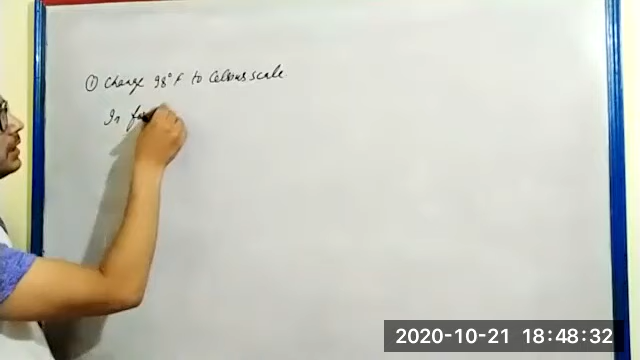 ① Change 98° F to Celsius scale.
In
2020-10-21 18:48:32